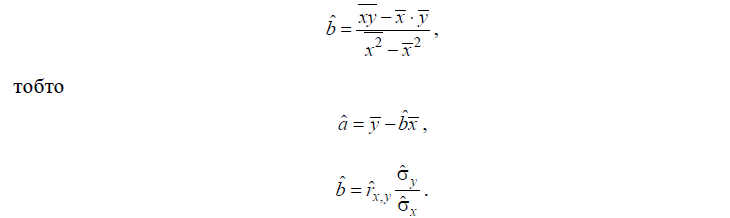 b̂ = (x̄ȳ − x̄ · ȳ) / (x̄² − x̄²),
тобто
â = ȳ − b̂x̄,
b̂ = r̂ₓ,ᵧ σ̂ᵧ / σ̂ₓ.